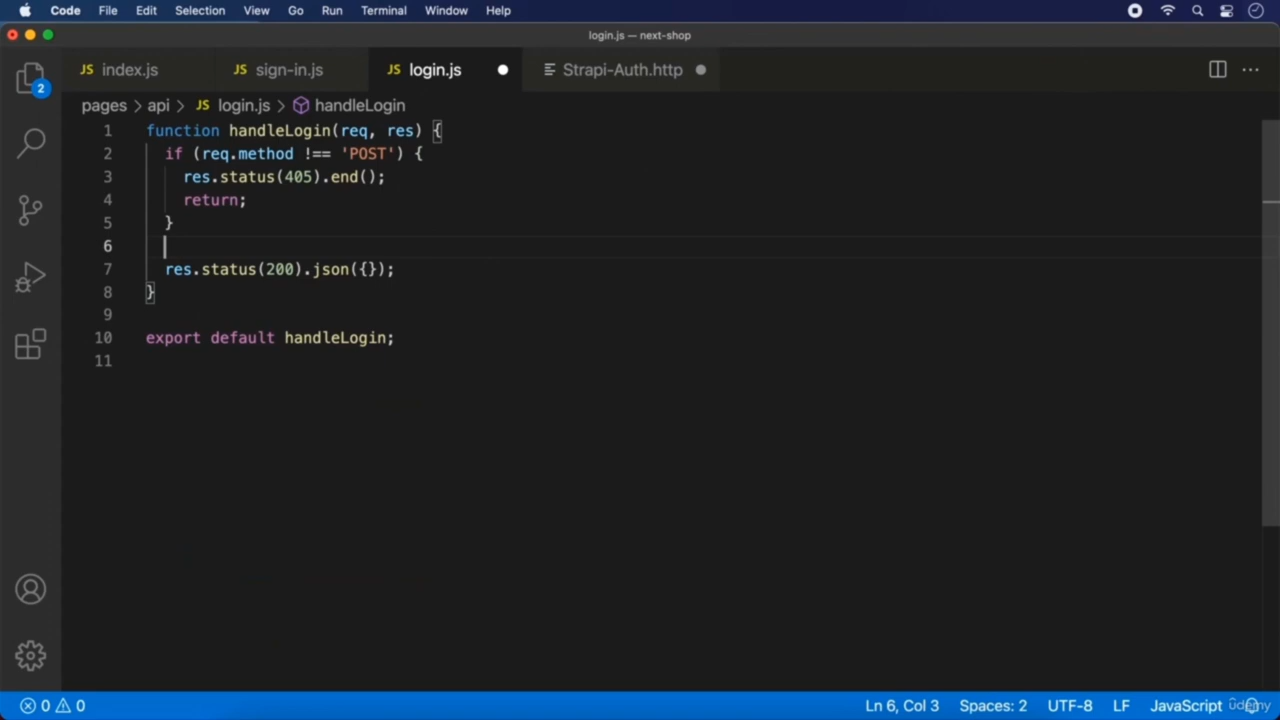 Code File Edit Selection View Go Run Terminal Window Help
login.js — next-shop
JS index.js JS sign-in.js JS login.js Strapi-Auth.http
2
pages > api > JS login.js > handleLogin
1 function handleLogin(req, res) {
2 if (req.method !== 'POST') {
3 res.status(405).end();
4 return;
5 }
6
7 res.status(200).json({});
8 }
9
10 export default handleLogin;
11
0 0 Ln 6, Col 3 Spaces: 2 UTF-8 LF JavaScript udemy